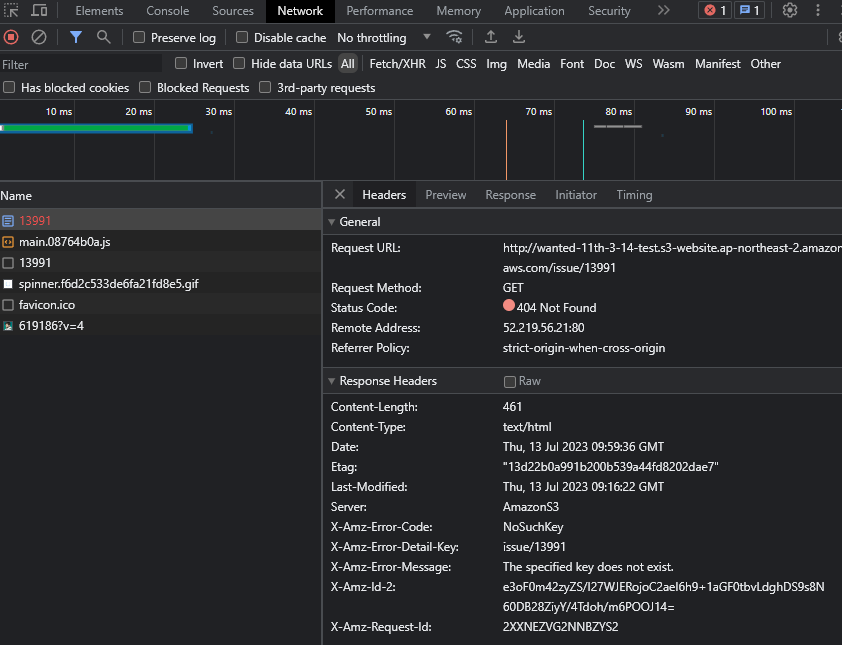 Elements Console Sources Network Performance Memory Application Security 1 1
Preserve log Disable cache No throttling
Filter Invert Hide data URLs All Fetch/XHR JS CSS Img Media Font Doc WS Wasm Manifest Other
Has blocked cookies Blocked Requests 3rd-party requests
10 ms 20 ms 30 ms 40 ms 50 ms 60 ms 70 ms 80 ms 90 ms 100 ms
Name
13991
main.08764b0a.js
13991
spinner.f6d2c533de6fa21fd8e5.gif
favicon.ico
619186?v=4
Headers Preview Response Initiator Timing
General
Request URL: http://wanted-11th-3-14-test.s3-website.ap-northeast-2.amazon
aws.com/issue/13991
Request Method: GET
Status Code: 404 Not Found
Remote Address: 52.219.56.21:80
Referrer Policy: strict-origin-when-cross-origin
Response Headers Raw
Content-Length: 461
Content-Type: text/html
Date: Thu, 13 Jul 2023 09:59:36 GMT
Etag: "13d22b0a991b200b539a44fd8202dae7"
Last-Modified: Thu, 13 Jul 2023 09:16:22 GMT
Server: AmazonS3
X-Amz-Error-Code: NoSuchKey
X-Amz-Error-Detail-Key: issue/13991
X-Amz-Error-Message: The specified key does not exist.
X-Amz-Id-2: e3oF0m42zyZS/I27WJERojoC2ael6h9+1aGF0tbvLdghDS9s8N
60DB28ZiyY/4Tdoh/m6POOJ14=
X-Amz-Request-Id: 2XXNEZVG2NNBZYS2